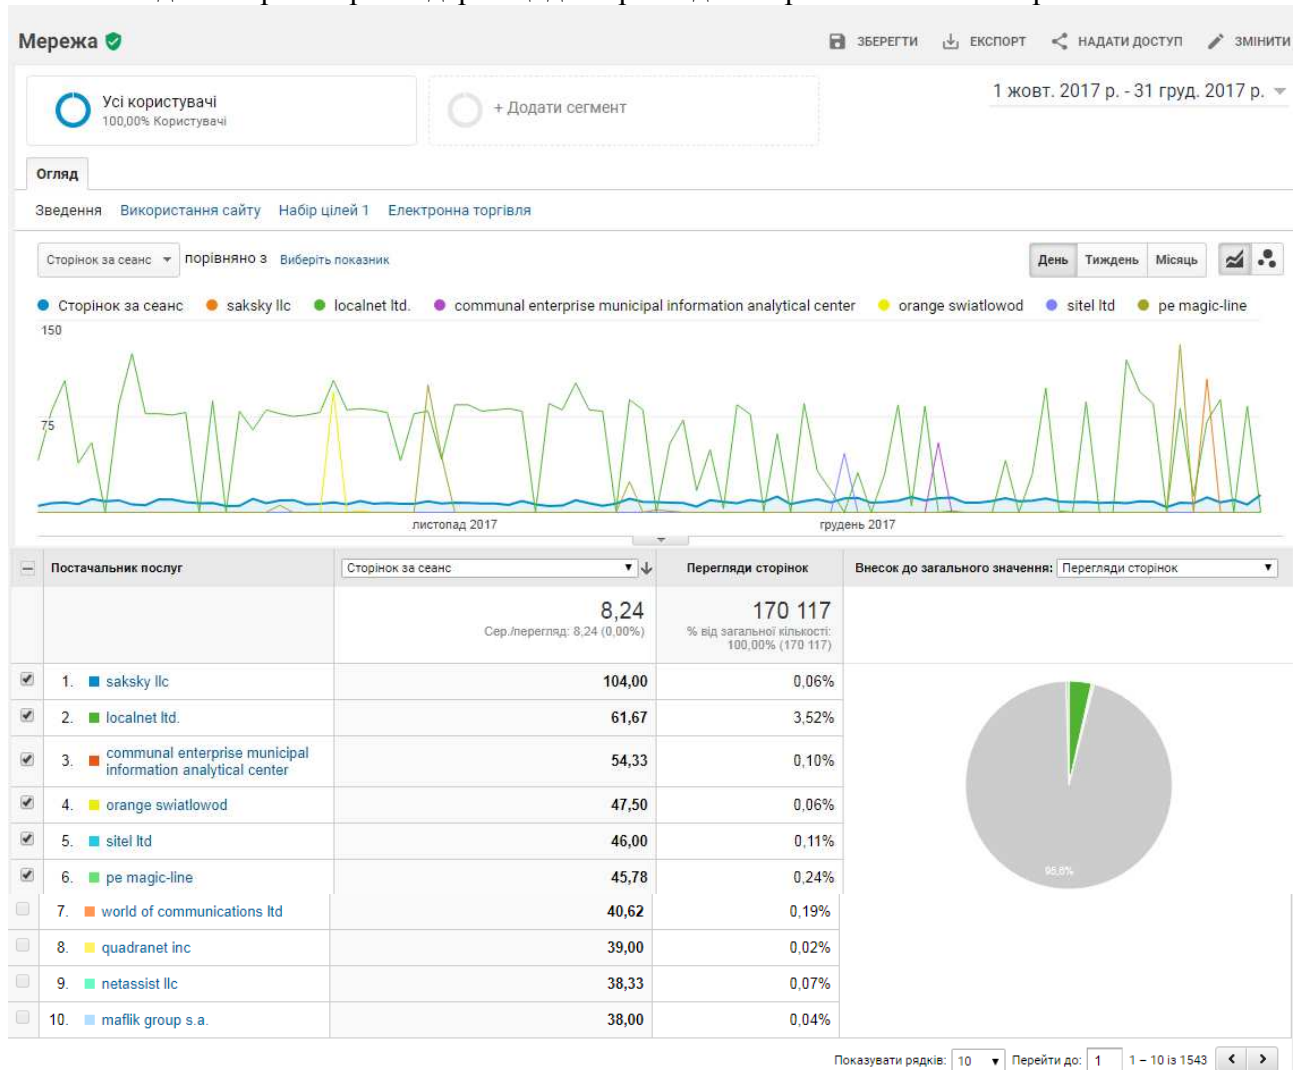 Мережа
ЗБЕРЕГТИ ЕКСПОРТ НАДАТИ ДОСТУП ЗМІНИТИ
Усі користувачі
100,00% Користувачі
+ Додати сегмент
1 жовт. 2017 р. - 31 груд. 2017 р.
Огляд
Зведення Використання сайту Набір цілей 1 Електронна торгівля
Сторінок за сеанс порівняно з Виберіть показник
День Тиждень Місяць
Сторінок за сеанс saksky llc localnet ltd. communal enterprise municipal information analytical center orange swiatlowod sitel ltd pe magic-line
150
75
листопад 2017 грудень 2017
Постачальник послуг Сторінок за сеанс Перегляди сторінок Внесок до загального значення: Перегляди сторінок
8,24 170 117
Сер./перегляд: 8,24 (0,00%) % від загальної кількості:
100,00% (170 117)
1. saksky llc 104,00 0,06%
2. localnet ltd. 61,67 3,52%
3. communal enterprise municipal
information analytical center 54,33 0,10%
4. orange swiatlowod 47,50 0,06%
5. sitel ltd 46,00 0,11%
6. pe magic-line 45,78 0,24%
95,8%
7. world of communications ltd 40,62 0,19%
8. quadranet inc 39,00 0,02%
9. netassist llc 38,33 0,07%
10. maflik group s.a. 38,00 0,04%
Показувати рядків: 10 Перейти до: 1 1 – 10 із 1543